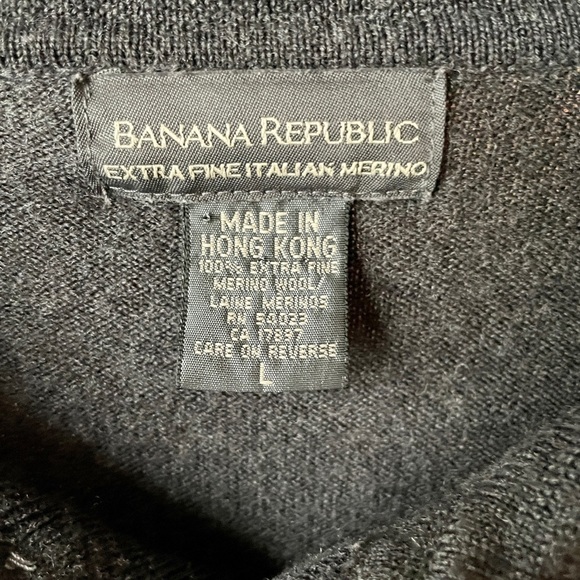 BANANA REPUBLIC
EXTRA FINE ITALIAN MERINO
MADE IN
HONG KONG
100% EXTRA FINE
MERINO WOOL/
LAINE MERINOS
RN 54023
CA 17897
CARE ON REVERSE
L